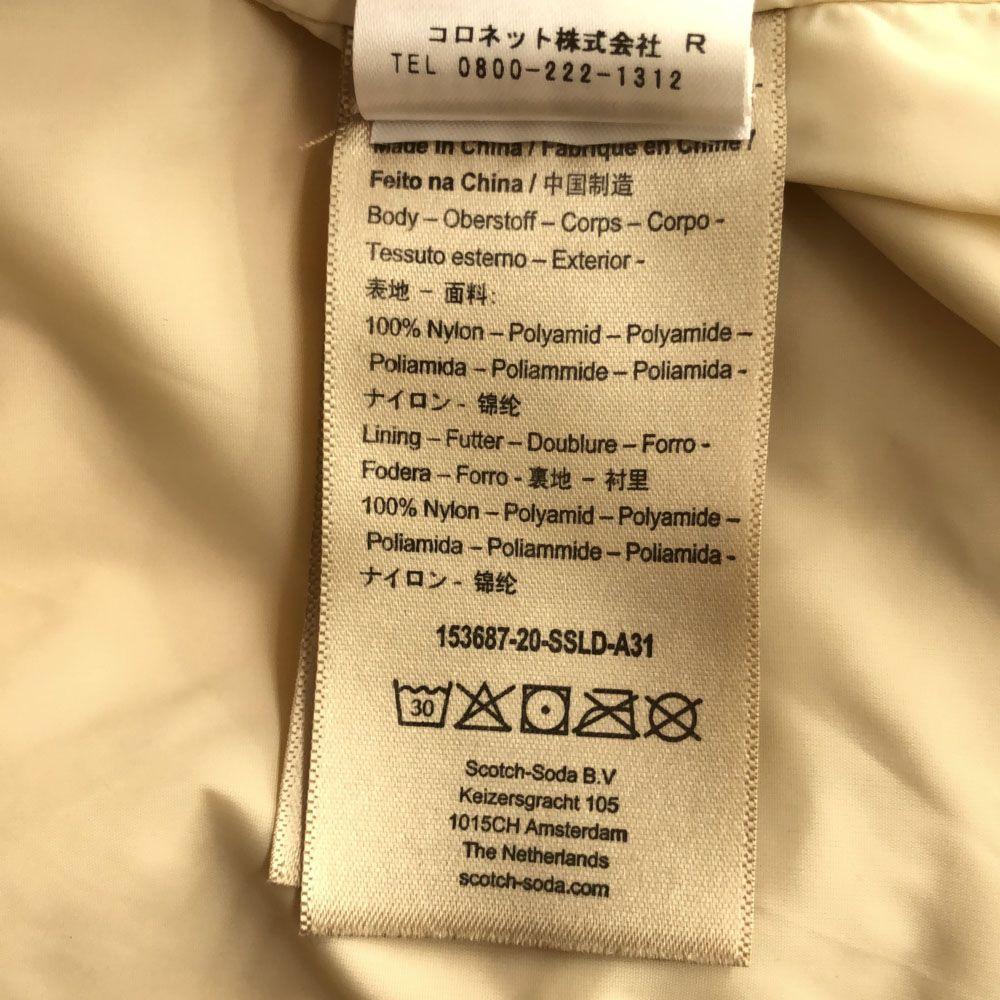 コロネット株式会社 R
TEL 0800-222-1312
Made in China / Fabriqué en Chine /
Feito na China / 中国制造
Body – Oberstoff – Corps – Corpo -
Tessuto esterno – Exterior -
表地 – 面料:
100% Nylon – Polyamid – Polyamide –
Poliamida – Poliammide – Poliamida -
ナイロン - 锦纶
Lining – Futter – Doublure – Forro -
Fodera – Forro - 裏地 – 衬里
100% Nylon – Polyamid – Polyamide –
Poliamida – Poliammide – Poliamida -
ナイロン - 锦纶
153687-20-SSLD-A31
30
Scotch-Soda B.V
Keizersgracht 105
1015CH Amsterdam
The Netherlands
scotch-soda.com